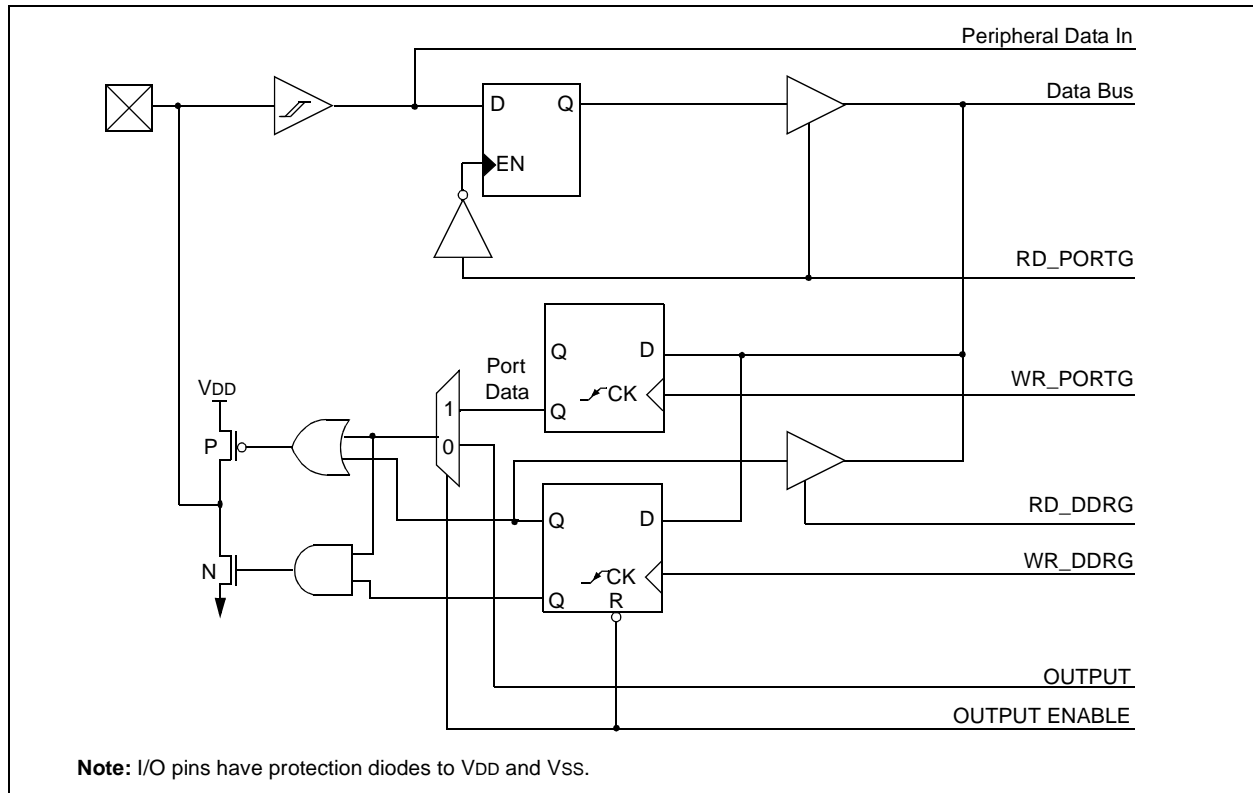 Peripheral Data In
D Q
Data Bus
EN
RD_PORTG
Q D
Port
Data
WR_PORTG
CK
Q
VDD
1
P
0
RD_DDRG
Q D
WR_DDRG
N
CK
Q R
OUTPUT
OUTPUT ENABLE
Note: I/O pins have protection diodes to VDD and VSS.